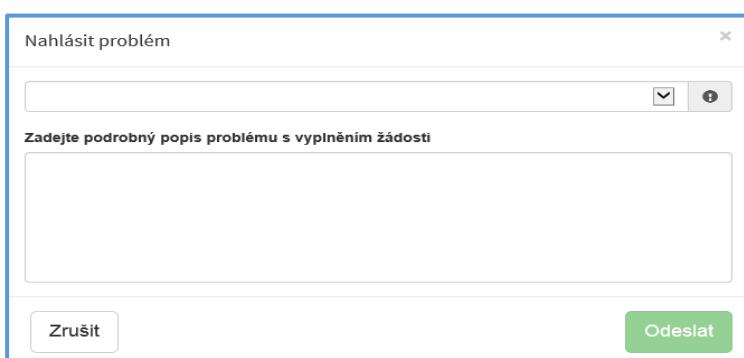 Nahlásit problém
Zadejte podrobný popis problému s vyplněním žádosti
Zrušit
Odeslat